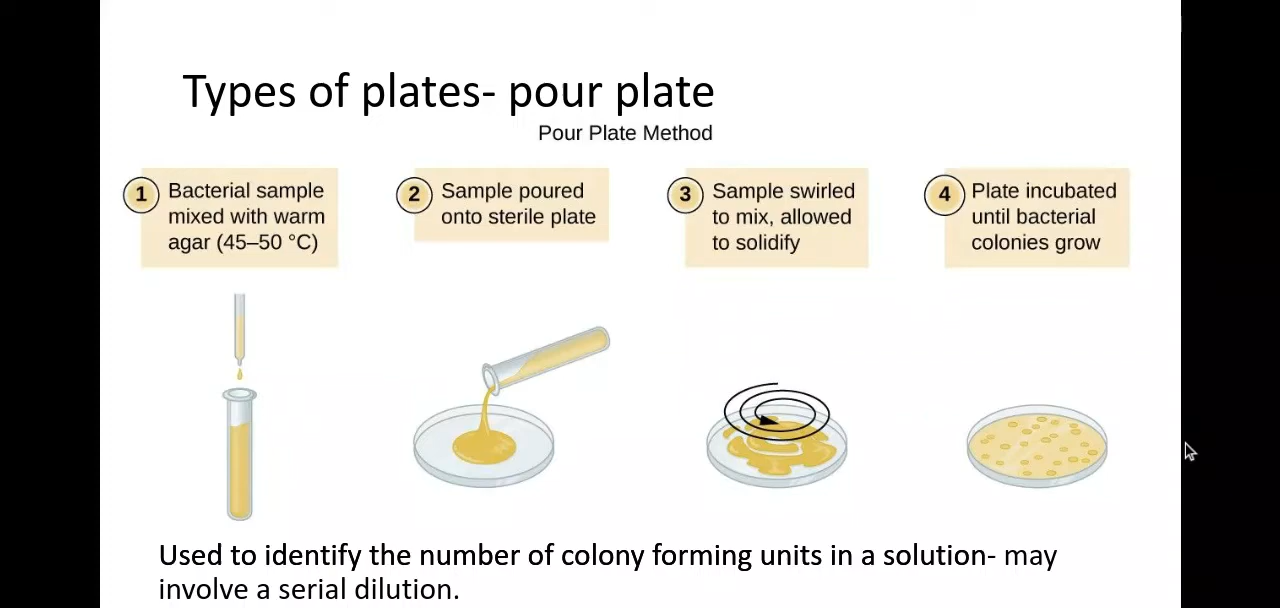 Types of plates- pour plate
Pour Plate Method
1
Bacterial sample
mixed with warm
agar (45–50 °C)
2
Sample poured
onto sterile plate
3
Sample swirled
to mix, allowed
to solidify
4
Plate incubated
until bacterial
colonies grow
Used to identify the number of colony forming units in a solution- may
involve a serial dilution.